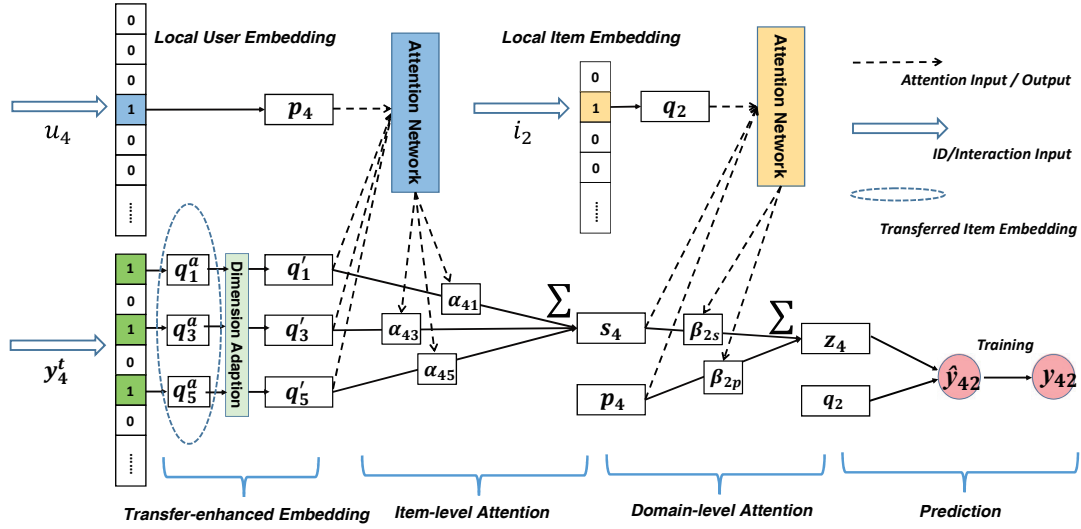 Local User Embedding
0
0
0
1
0
0
......
u₄
p₄
Attention Network
Local Item Embedding
0
1
0
0
......
i₂
q₂
Attention Network
Attention Input / Output
ID/Interaction Input
Transferred Item Embedding
1
0
1
0
1
0
......
y₄ᵗ
q₁ᵃ
q₃ᵃ
q₅ᵃ
Dimension Adaption
q₁′
q₃′
q₅′
α₄₁
α₄₃
α₄₅
∑
s₄
p₄
β₂ₛ
β₂ₚ
∑
z₄
q₂
Training
ŷ₄₂
y₄₂
Transfer-enhanced Embedding
Item-level Attention
Domain-level Attention
Prediction